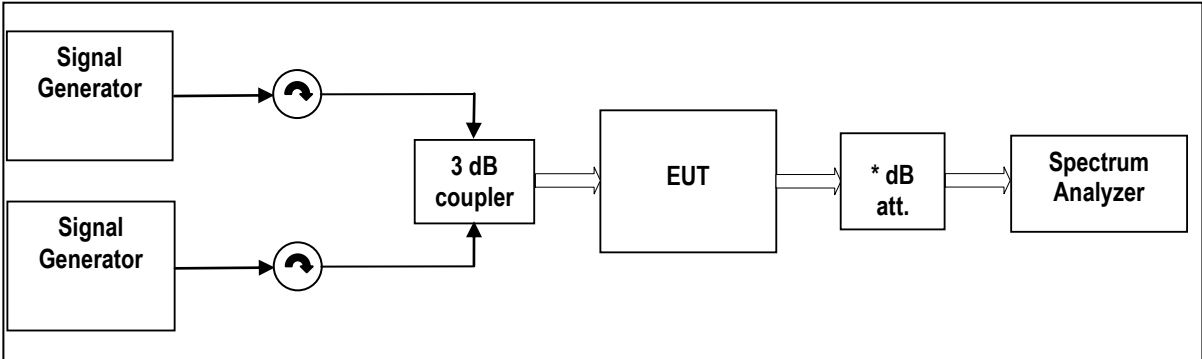 Signal
Generator
3 dB
coupler
EUT
* dB
att.
Spectrum
Analyzer
Signal
Generator